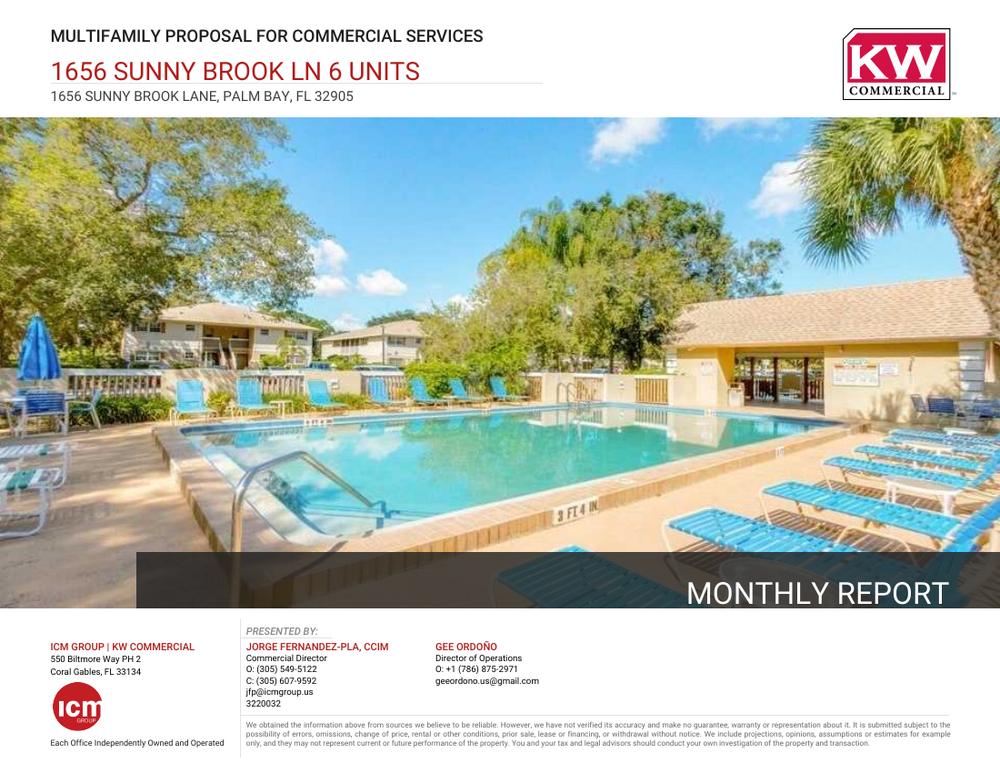 MULTIFAMILY PROPOSAL FOR COMMERCIAL SERVICES
1656 SUNNY BROOK LN 6 UNITS
1656 SUNNY BROOK LANE, PALM BAY, FL 32905
KW
COMMERCIAL
3 FT 4 IN
MONTHLY REPORT
ICM GROUP | KW COMMERCIAL
550 Biltmore Way PH 2
Coral Gables, FL 33134
icm
GROUP
Each Office Independently Owned and Operated
PRESENTED BY:
JORGE FERNANDEZ-PLA, CCIM
Commercial Director
O: (305) 549-5122
C: (305) 607-9592
jfp@icmgroup.us
3220032
GEE ORDOÑO
Director of Operations
O: +1 (786) 875-2971
geeordono.us@gmail.com
We obtained the information above from sources we believe to be reliable. However, we have not verified its accuracy and make no guarantee, warranty or representation about it. It is submitted subject to the
possibility of errors, omissions, change of price, rental or other conditions, prior sale, lease or financing, or withdrawal without notice. We include projections, opinions, assumptions or estimates for example
only, and they may not represent current or future performance of the property. You and your tax and legal advisors should conduct your own investigation of the property and transaction.